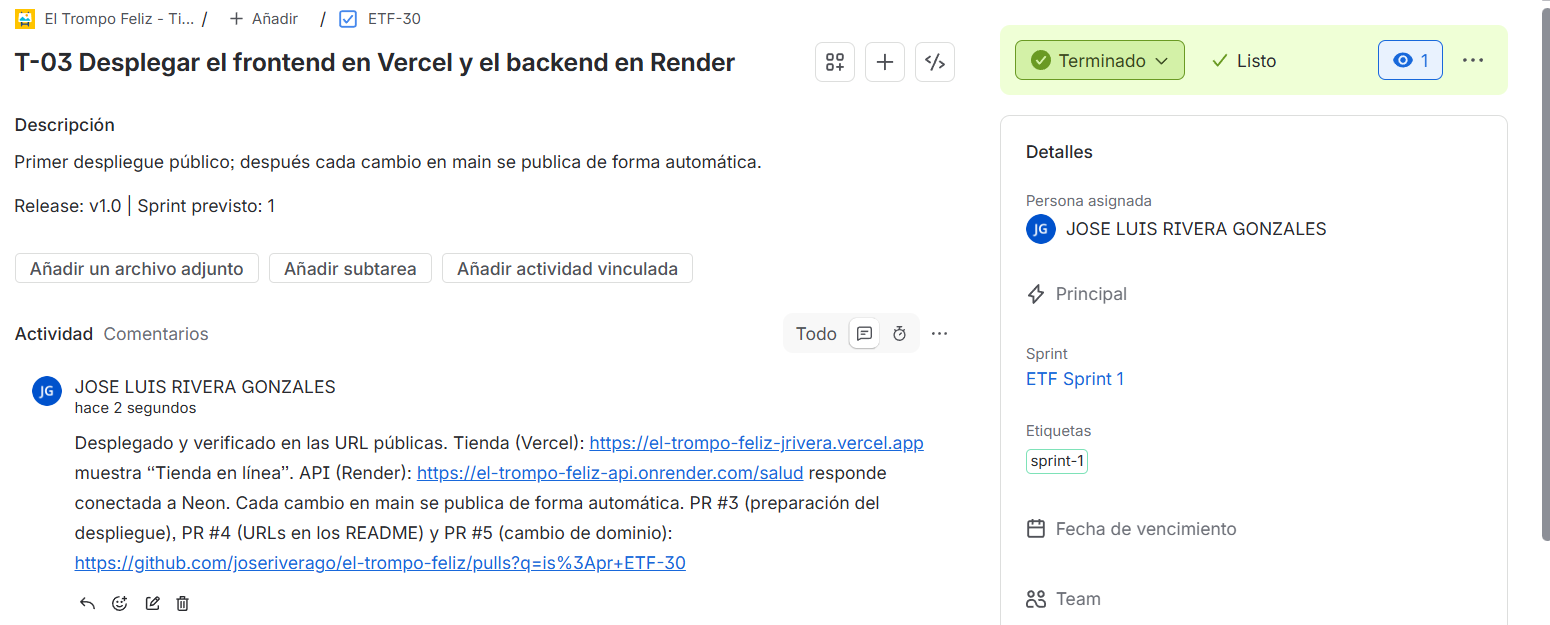 El Trompo Feliz - Ti... / + Añadir / ETF-30
T-03 Desplegar el frontend en Vercel y el backend en Render
Terminado
Listo
1
Descripción
Primer despliegue público; después cada cambio en main se publica de forma automática.
Release: v1.0 | Sprint previsto: 1
Añadir un archivo adjunto
Añadir subtarea
Añadir actividad vinculada
Actividad Comentarios
Todo
JG
JOSE LUIS RIVERA GONZALES
hace 2 segundos
Desplegado y verificado en las URL públicas. Tienda (Vercel): https://el-trompo-feliz-jrivera.vercel.app
muestra “Tienda en línea”. API (Render): https://el-trompo-feliz-api.onrender.com/salud responde
conectada a Neon. Cada cambio en main se publica de forma automática. PR #3 (preparación del
despliegue), PR #4 (URLs en los README) y PR #5 (cambio de dominio):
https://github.com/joseriverago/el-trompo-feliz/pulls?q=is%3Apr+ETF-30
Detalles
Persona asignada
JG
JOSE LUIS RIVERA GONZALES
Principal
Sprint
ETF Sprint 1
Etiquetas
sprint-1
Fecha de vencimiento
Team